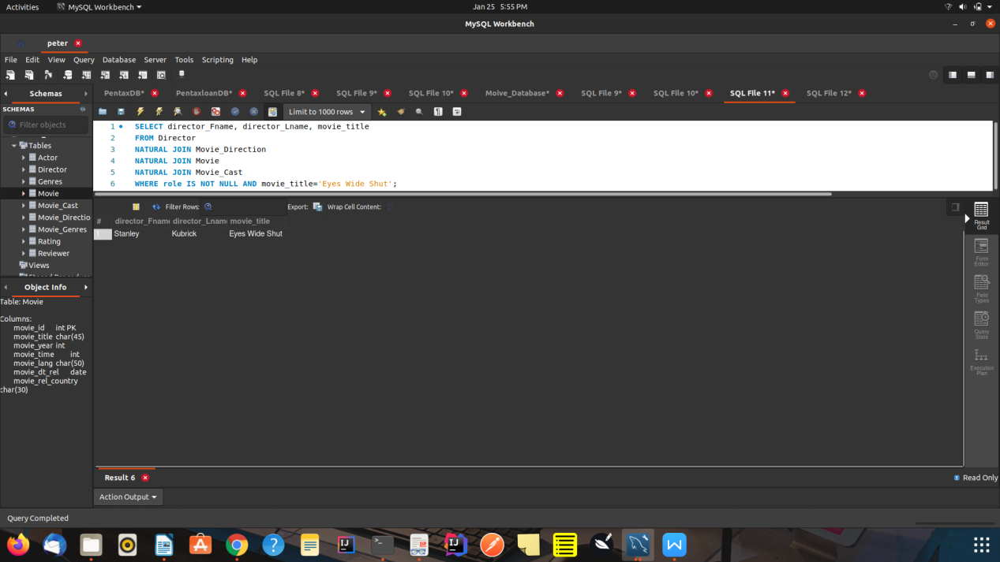 Activities MySQL Workbench Jan 25 5:55 PM
MySQL Workbench
peter
File Edit View Query Database Server Tools Scripting Help
Schemas PentaxDB* PentaxloanDB* SQL File 8* SQL File 9* SQL File 10* Moive_Database* SQL File 9* SQL File 10* SQL File 11* SQL File 12*
SCHEMAS
Limit to 1000 rows
Filter objects
Tables
Actor
Director
Genres
Movie
Movie_Cast
Movie_Directio
Movie_Genres
Rating
Reviewer
Views
1 SELECT director_Fname, director_Lname, movie_title
2 FROM Director
3 NATURAL JOIN Movie_Direction
4 NATURAL JOIN Movie
5 NATURAL JOIN Movie_Cast
6 WHERE role IS NOT NULL AND movie_title='Eyes Wide Shut';
Filter Rows: Export: Wrap Cell Content:
# director_Fname director_Lname movie_title
1 Stanley Kubrick Eyes Wide Shut
Result
Grid
Form
Editor
Field
Types
Query
Stats
Execution
Plan
Object Info
Table: Movie
Columns:
movie_id int PK
movie_title char(45)
movie_year int
movie_time int
movie_lang char(50)
movie_dt_rel date
movie_rel_country
char(30)
Result 6
Read Only
Action Output
Query Completed